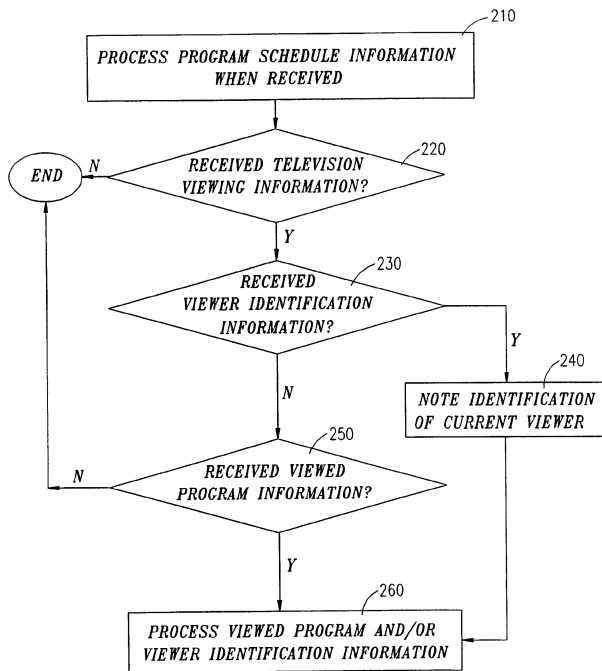 210
PROCESS PROGRAM SCHEDULE INFORMATION
WHEN RECEIVED
220
RECEIVED TELEVISION
VIEWING INFORMATION?
N
END
Y
230
RECEIVED
VIEWER IDENTIFICATION
INFORMATION?
Y
240
NOTE IDENTIFICATION
OF CURRENT VIEWER
N
250
RECEIVED VIEWED
PROGRAM INFORMATION?
N
Y
260
PROCESS VIEWED PROGRAM AND/OR
VIEWER IDENTIFICATION INFORMATION